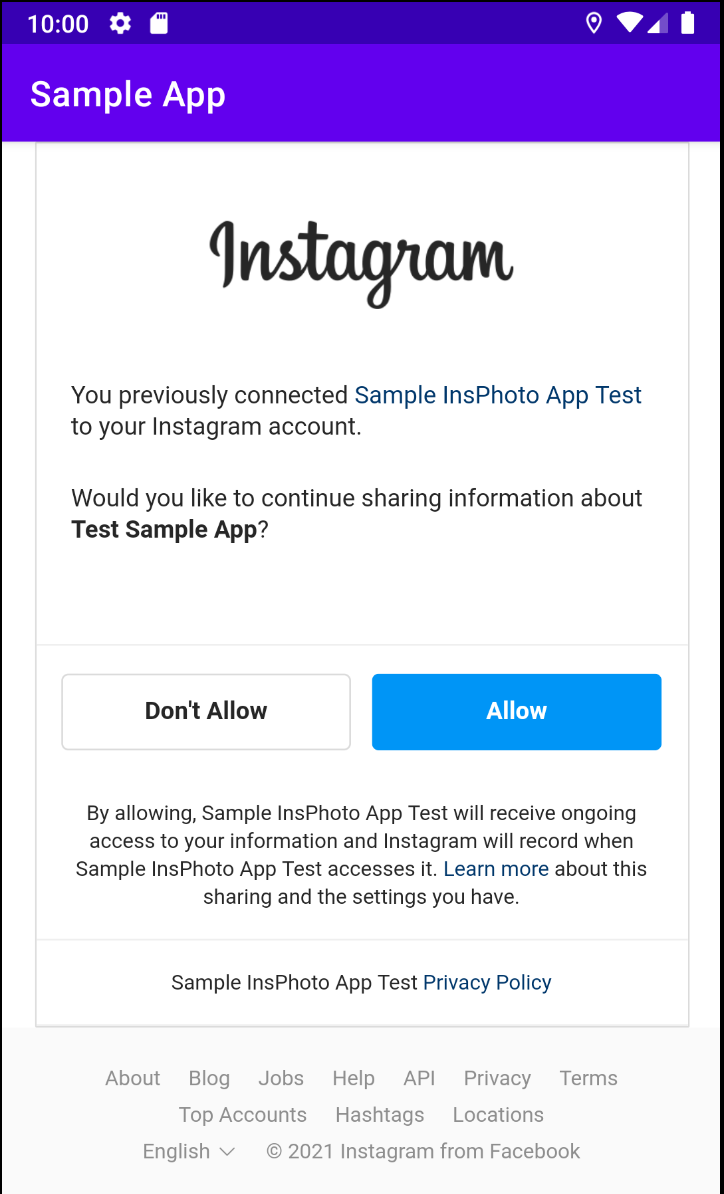 10:00
Sample App
Instagram
You previously connected Sample InsPhoto App Test
to your Instagram account.
Would you like to continue sharing information about
Test Sample App?
Don't Allow
Allow
By allowing, Sample InsPhoto App Test will receive ongoing
access to your information and Instagram will record when
Sample InsPhoto App Test accesses it. Learn more about this
sharing and the settings you have.
Sample InsPhoto App Test Privacy Policy
About Blog Jobs Help API Privacy Terms
Top Accounts Hashtags Locations
English © 2021 Instagram from Facebook